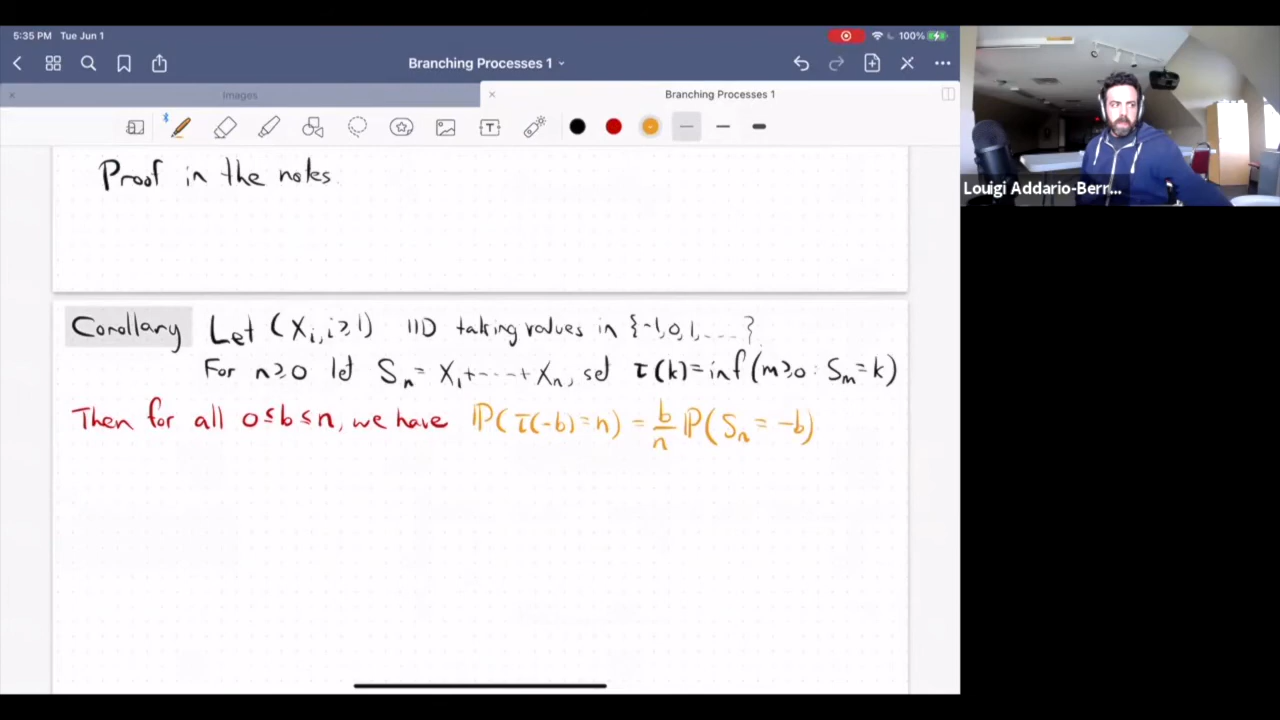 5:35 PM Tue Jun 1
100%
Branching Processes 1
Images
Branching Processes 1
Proof in the notes.
Louigi Addario-Berr...
Corollary Let (Xi, i≥1) IID taking values in {-1,0,1,....}
For n≥0 let Sn = X1+----+Xn, set τ(k)=inf(m≥0: Sm=k)
Then for all 0≤b≤n, we have ℙ(τ(-b)=n) = b/n ℙ(Sn = -b)